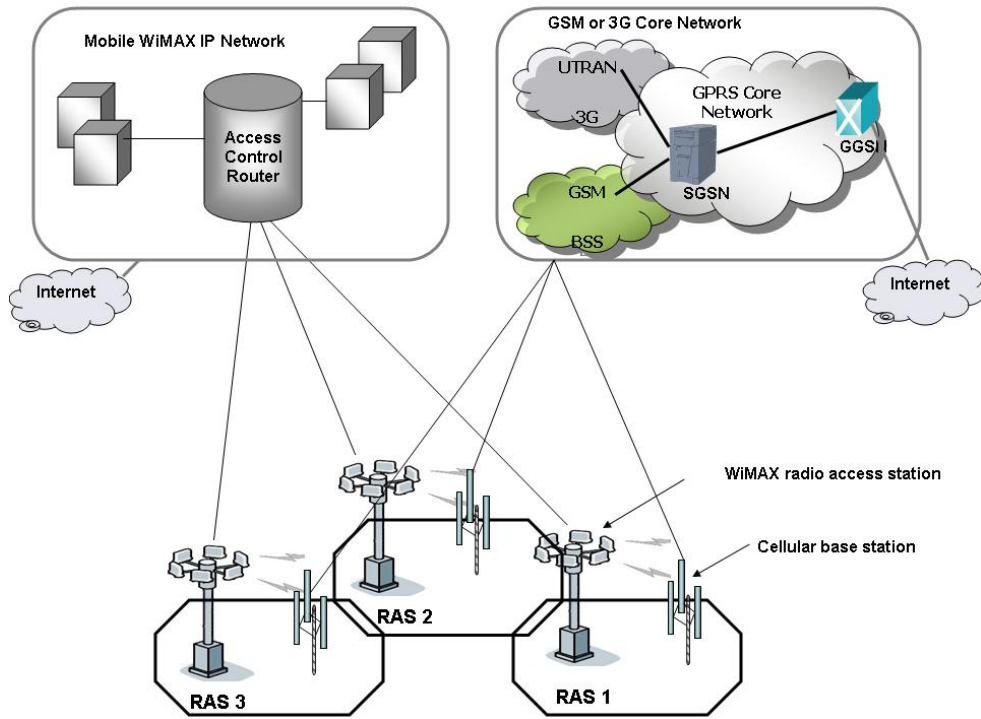 Mobile WiMAX IP Network
Access
Control
Router
Internet
GSM or 3G Core Network
UTRAN
3G
GPRS Core
Network
GGSN
SGSN
GSM
BSS
Internet
WiMAX radio access station
Cellular base station
RAS 2
RAS 3
RAS 1